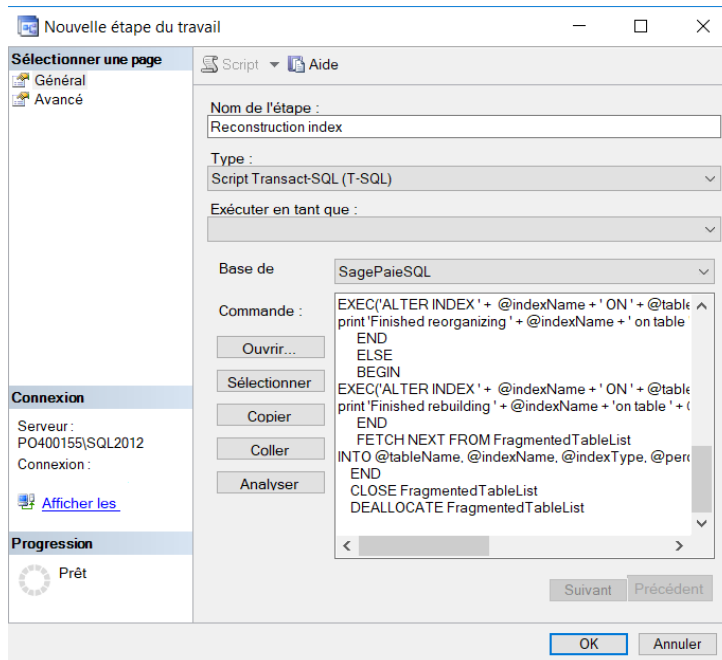 Nouvelle étape du travail
Sélectionner une page
Général
Avancé
Script
Aide
Nom de l'étape :
Reconstruction index
Type :
Script Transact-SQL (T-SQL)
Exécuter en tant que :
Base de
SagePaieSQL
Commande :
Ouvrir...
Sélectionner
Copier
Coller
Analyser
EXEC('ALTER INDEX ' + @indexName + ' ON ' + @table
print 'Finished reorganizing ' + @indexName + ' on table '
END
ELSE
BEGIN
EXEC('ALTER INDEX ' + @indexName + ' ON ' + @table
print 'Finished rebuilding ' + @indexName + 'on table ' +
END
FETCH NEXT FROM FragmentedTableList
INTO @tableName, @indexName, @indexType, @perc
END
CLOSE FragmentedTableList
DEALLOCATE FragmentedTableList
Connexion
Serveur :
PO400155\SQL2012
Connexion :
Afficher les
Progression
Prêt
Suivant
Précédent
OK
Annuler